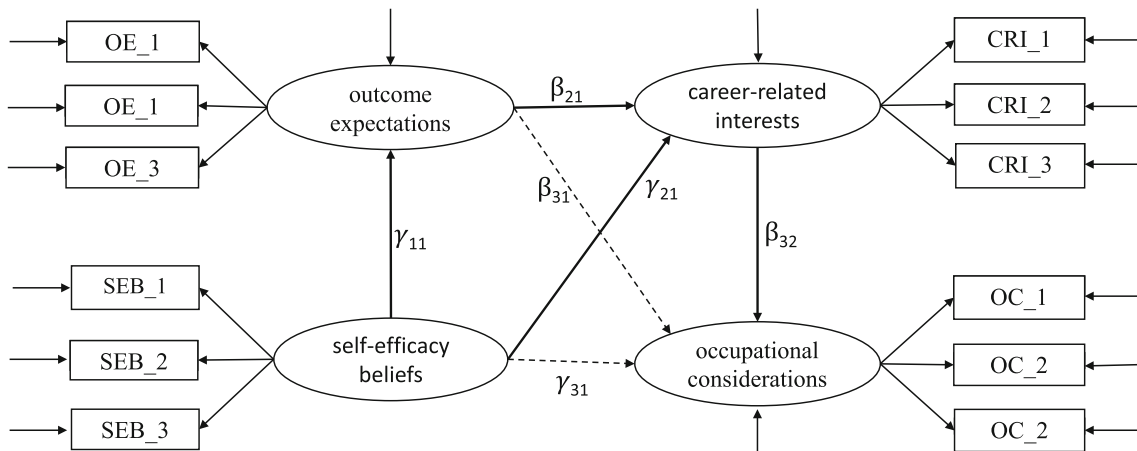 OE_1
OE_1
OE_3
outcome
expectations
β21
career-related
interests
CRI_1
CRI_2
CRI_3
β31
γ21
γ11
β32
SEB_1
SEB_2
SEB_3
self-efficacy
beliefs
γ31
occupational
considerations
OC_1
OC_2
OC_2